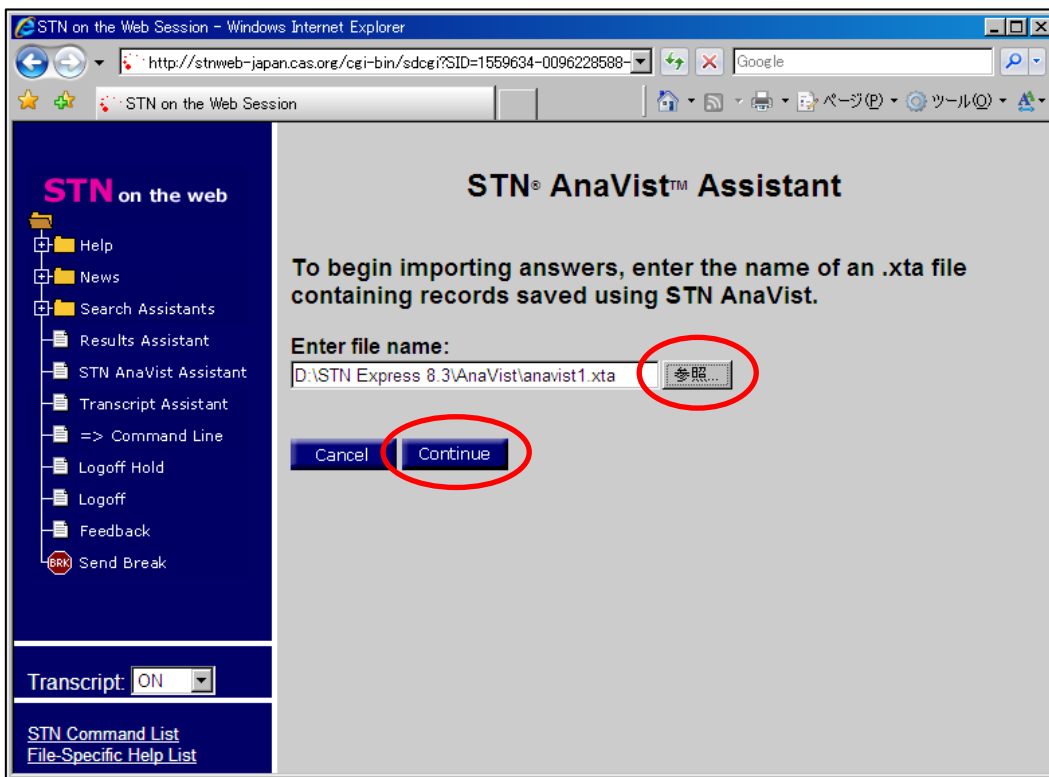 STN on the Web Session - Windows Internet Explorer
http://stnweb-japan.cas.org/cgi-bin/sdcgi?SID=1559634-0096228588-
Google
STN on the Web Session
ページ(P)
ツール(O)
STN on the web
Help
News
Search Assistants
Results Assistant
STN AnaVist Assistant
Transcript Assistant
=> Command Line
Logoff Hold
Logoff
Feedback
BRK Send Break
Transcript: ON
STN Command List
File-Specific Help List
STN® AnaVist™ Assistant
To begin importing answers, enter the name of an .xta file
containing records saved using STN AnaVist.
Enter file name:
D:\STN Express 8.3\AnaVist\anavist1.xta
参照...
Cancel
Continue